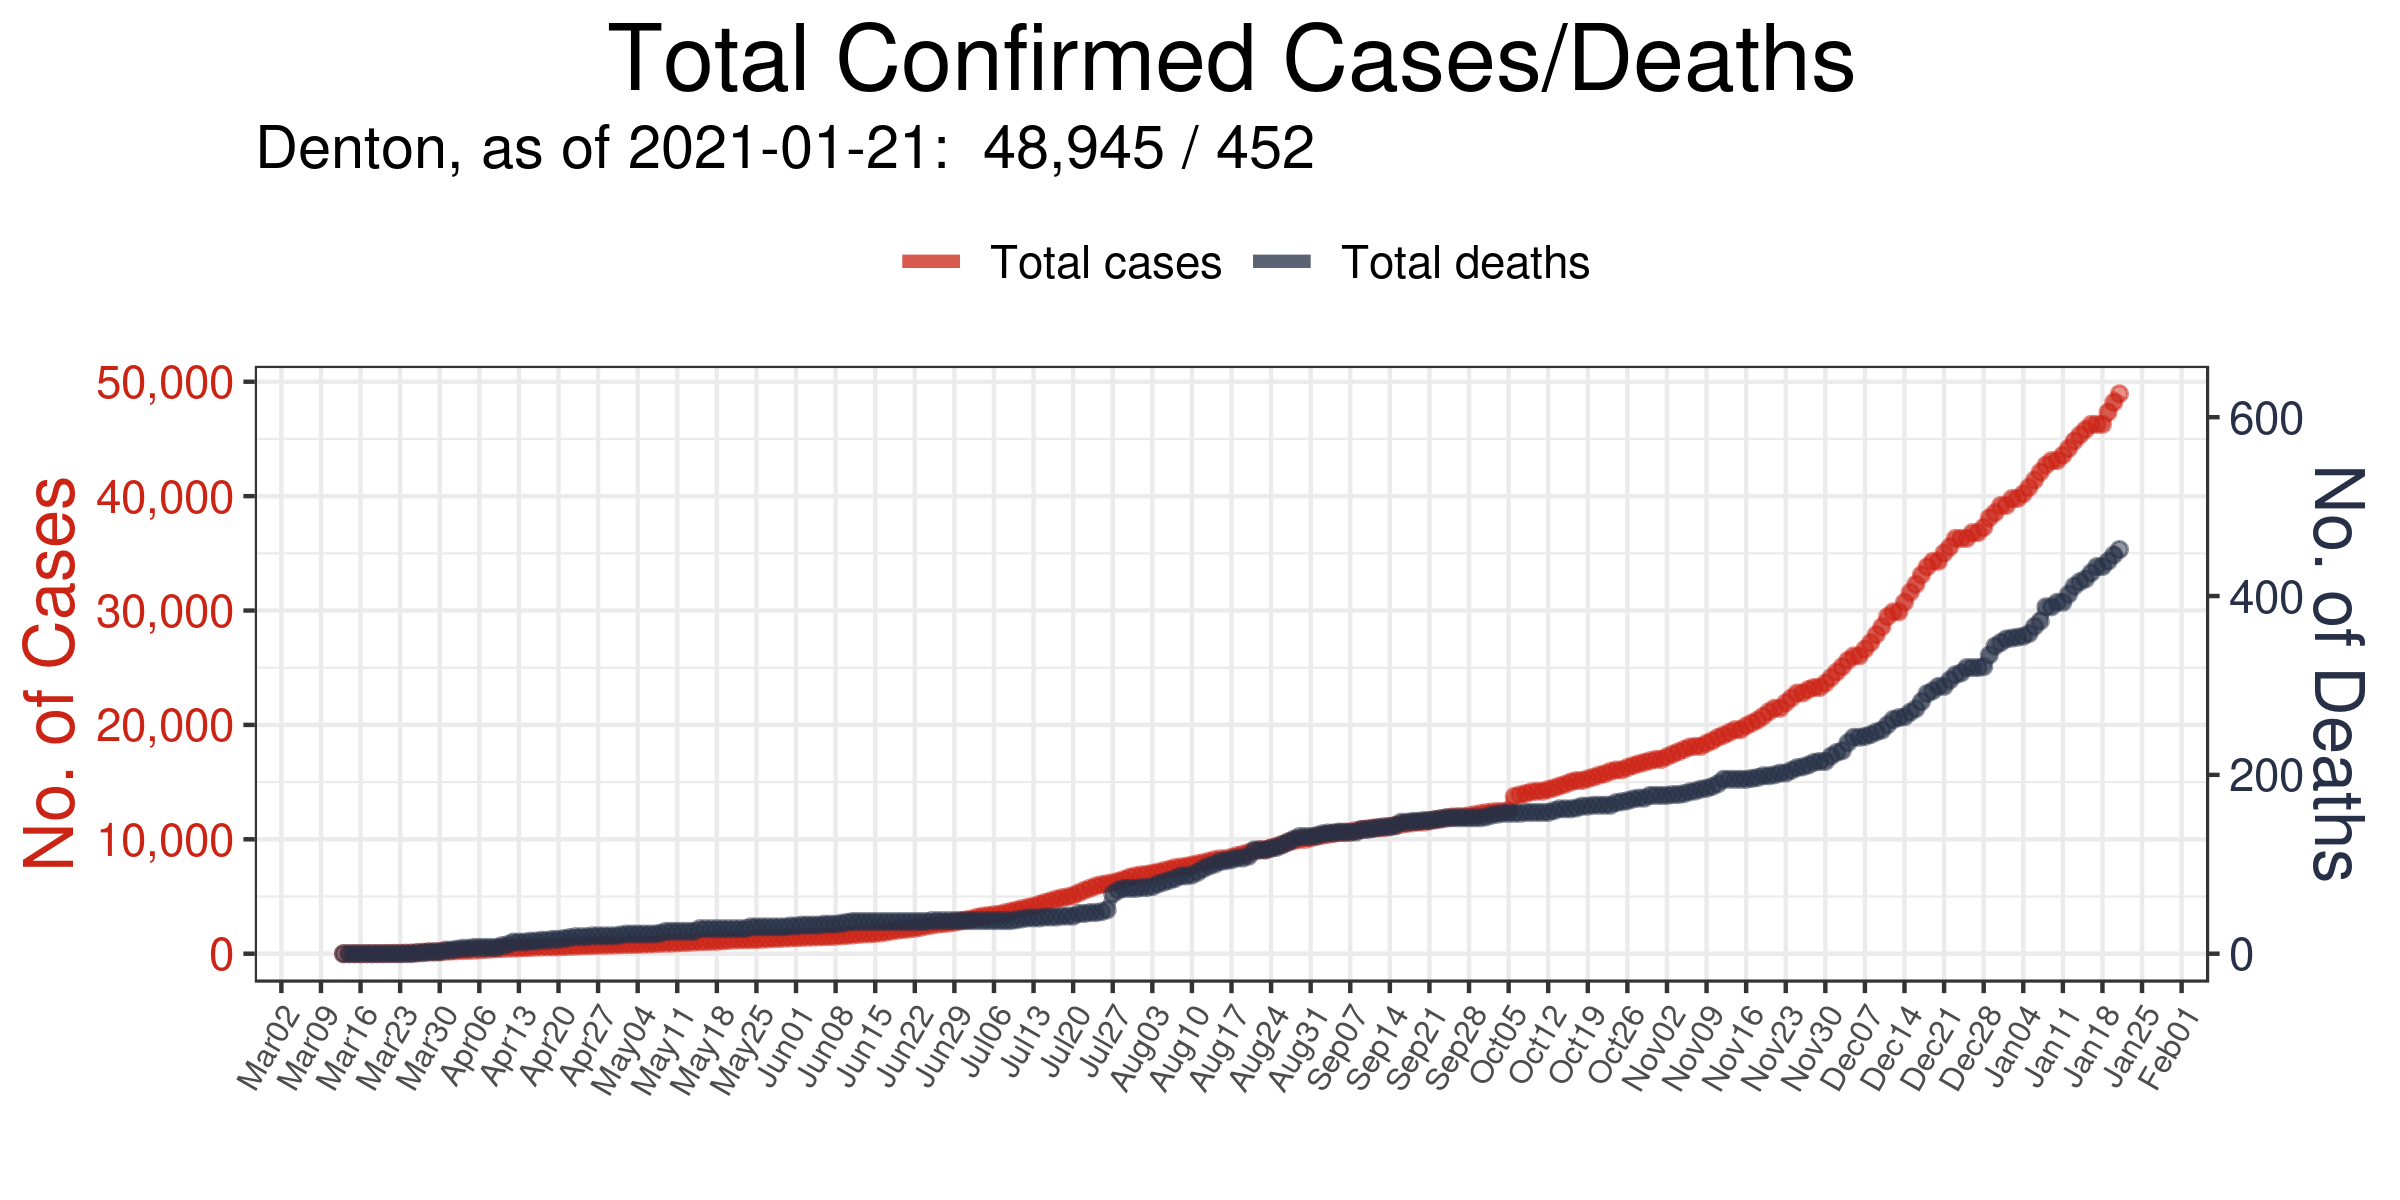 Total Confirmed Cases/Deaths
Denton, as of 2021-01-21:  48,945 / 452
Total cases
Total deaths
No. of Cases
50,000
40,000
30,000
20,000
10,000
0
600
400
200
0
No. of Deaths
Mar02
Mar09
Mar16
Mar23
Mar30
Apr06
Apr13
Apr20
Apr27
May04
May11
May18
May25
Jun01
Jun08
Jun15
Jun22
Jun29
Jul06
Jul13
Jul20
Jul27
Aug03
Aug10
Aug17
Aug24
Aug31
Sep07
Sep14
Sep21
Sep28
Oct05
Oct12
Oct19
Oct26
Nov02
Nov09
Nov16
Nov23
Nov30
Dec07
Dec14
Dec21
Dec28
Jan04
Jan11
Jan18
Jan25
Feb01